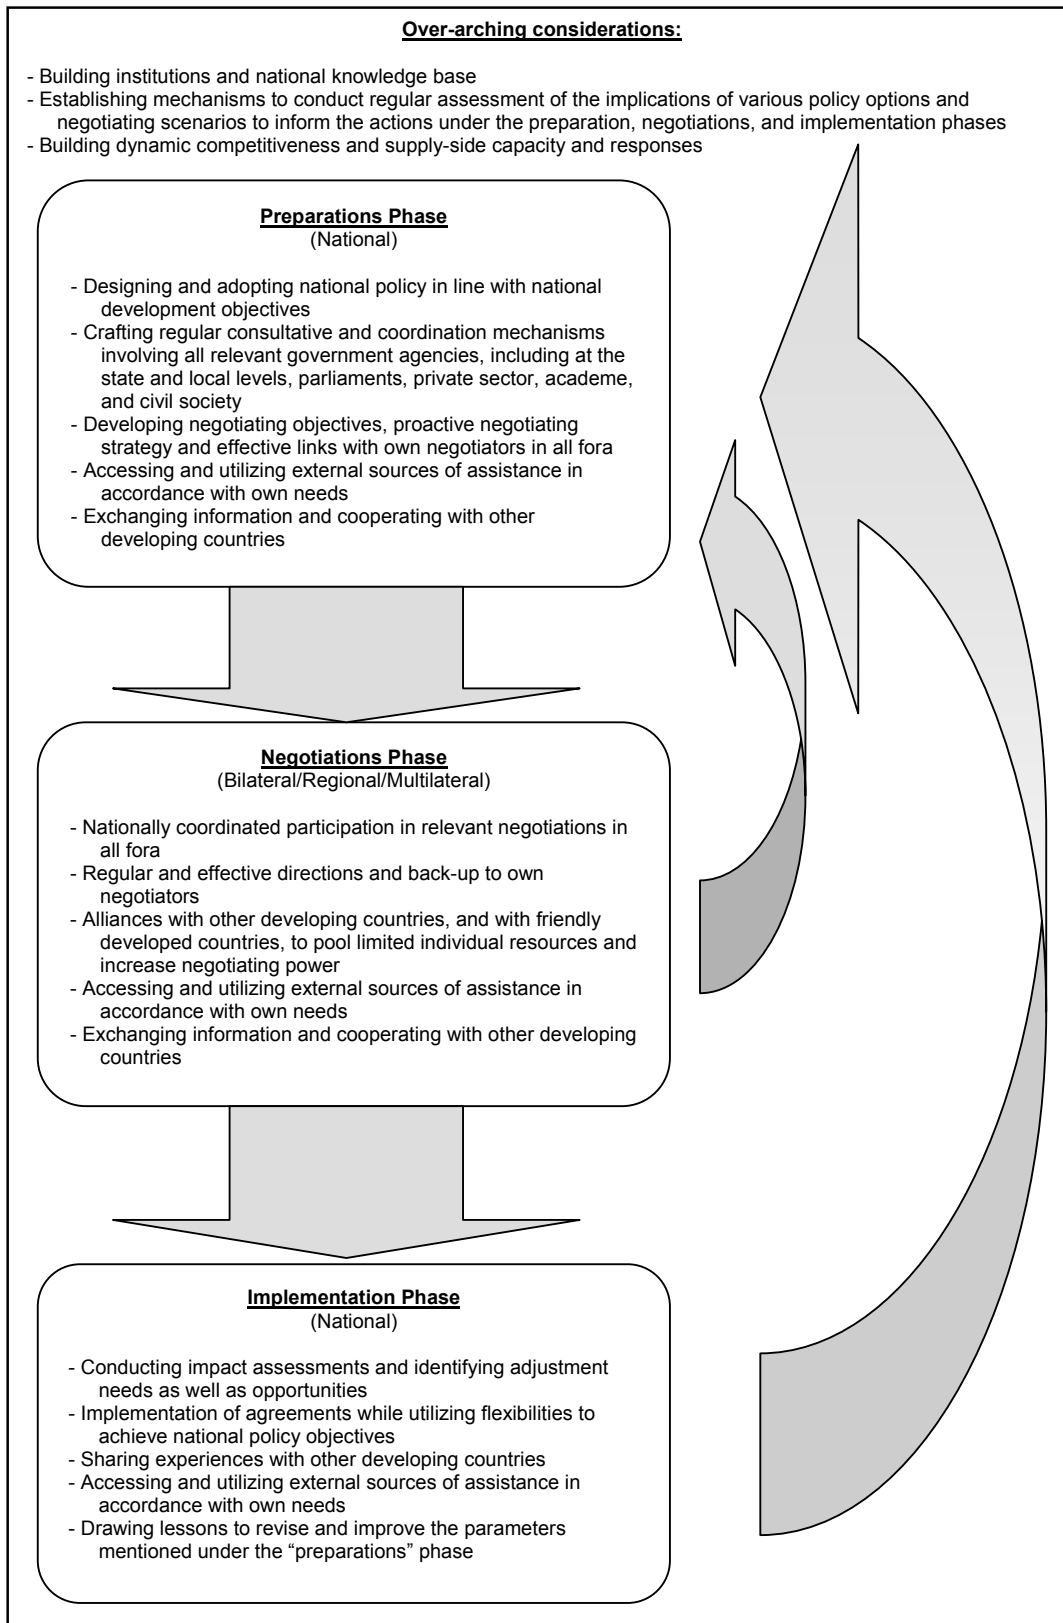 Over-arching considerations:
- Building institutions and national knowledge base
- Establishing mechanisms to conduct regular assessment of the implications of various policy options and
negotiating scenarios to inform the actions under the preparation, negotiations, and implementation phases
- Building dynamic competitiveness and supply-side capacity and responses
Preparations Phase
(National)
- Designing and adopting national policy in line with national
development objectives
- Crafting regular consultative and coordination mechanisms
involving all relevant government agencies, including at the
state and local levels, parliaments, private sector, academe,
and civil society
- Developing negotiating objectives, proactive negotiating
strategy and effective links with own negotiators in all fora
- Accessing and utilizing external sources of assistance in
accordance with own needs
- Exchanging information and cooperating with other
developing countries
Negotiations Phase
(Bilateral/Regional/Multilateral)
- Nationally coordinated participation in relevant negotiations in
all fora
- Regular and effective directions and back-up to own
negotiators
- Alliances with other developing countries, and with friendly
developed countries, to pool limited individual resources and
increase negotiating power
- Accessing and utilizing external sources of assistance in
accordance with own needs
- Exchanging information and cooperating with other developing
countries
Implementation Phase
(National)
- Conducting impact assessments and identifying adjustment
needs as well as opportunities
- Implementation of agreements while utilizing flexibilities to
achieve national policy objectives
- Sharing experiences with other developing countries
- Accessing and utilizing external sources of assistance in
accordance with own needs
- Drawing lessons to revise and improve the parameters
mentioned under the “preparations” phase